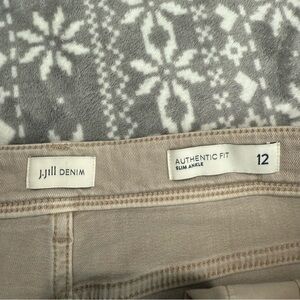 J.Jill DENIM
AUTHENTIC FIT
SLIM ANKLE
12